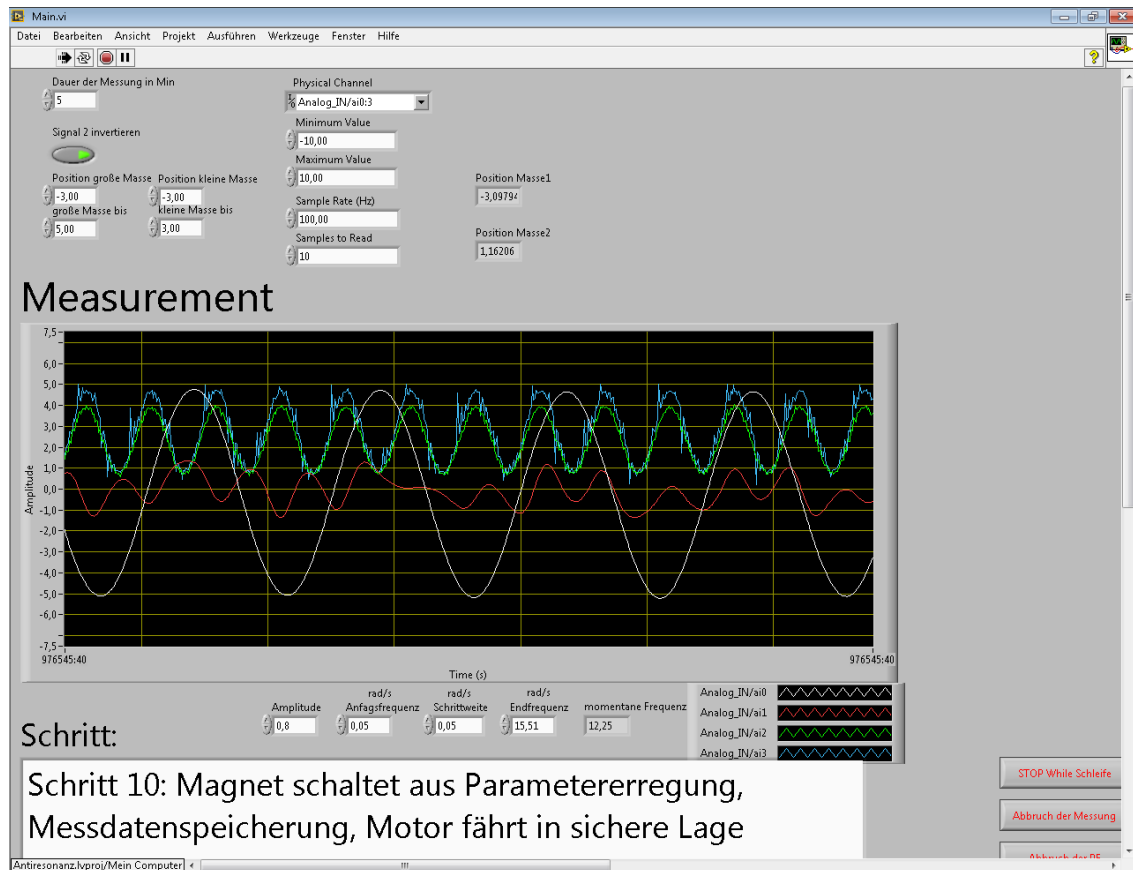 Main.vi
Datei Bearbeiten Ansicht Projekt Ausführen Werkzeuge Fenster Hilfe
Dauer der Messung in Min
5
Signal 2 invertieren
Position große Masse Position kleine Masse
-3,00 -3,00
große Masse bis kleine Masse bis
5,00 3,00
Physical Channel
Analog_IN/ai0:3
Minimum Value
-10,00
Maximum Value
10,00
Sample Rate (Hz)
100,00
Samples to Read
10
Position Masse1
-3,09794
Position Masse2
1,16206
Measurement
Amplitude
7,5
6,0
5,0
4,0
3,0
2,0
1,0
0,0
-1,0
-2,0
-3,0
-4,0
-5,0
-6,0
-7,5
976545:40 976545:40
Time (s)
rad/s rad/s rad/s
Amplitude Anfagsfrequenz Schrittweite Endfrequenz momentane Frequenz
0,8 0,05 0,05 15,51 12,25
Analog_IN/ai0
Analog_IN/ai1
Analog_IN/ai2
Analog_IN/ai3
Schritt:
Schritt 10: Magnet schaltet aus Parametererregung,
Messdatenspeicherung, Motor fährt in sichere Lage
STOP While Schleife
Abbruch der Messung
Abbruch der PE
Antiresonanz.lvproj/Mein Computer